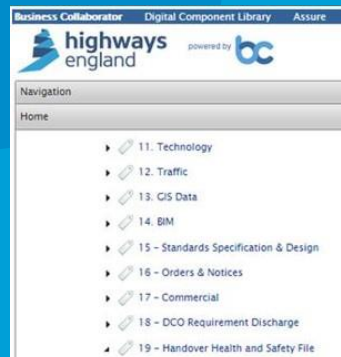 Business Collaborator Digital Component Library Assure
highways england powered by bc
Navigation
Home
11. Technology
12. Traffic
13. GIS Data
14. BIM
15 - Standards Specification & Design
16 - Orders & Notices
17 - Commercial
18 - DCO Requirement Discharge
19 - Handover Health and Safety File